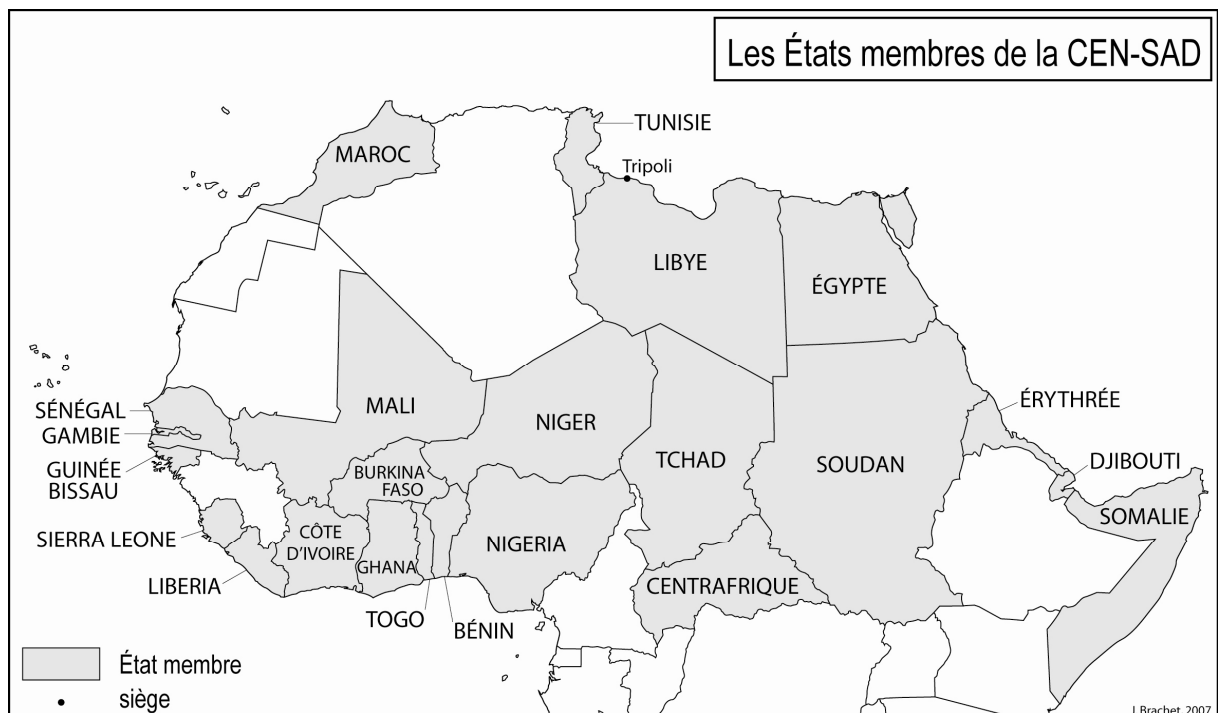 Les États membres de la CEN-SAD
TUNISIE
MAROC
Tripoli
LIBYE
ÉGYPTE
SÉNÉGAL
GAMBIE
GUINÉE
BISSAU
SIERRA LEONE
LIBERIA
MALI
BURKINA
FASO
CÔTE
D'IVOIRE
GHANA
TOGO
BÉNIN
NIGER
NIGERIA
TCHAD
CENTRAFRIQUE
SOUDAN
ÉRYTHRÉE
DJIBOUTI
SOMALIE
État membre
siège
J. Brachet, 2007